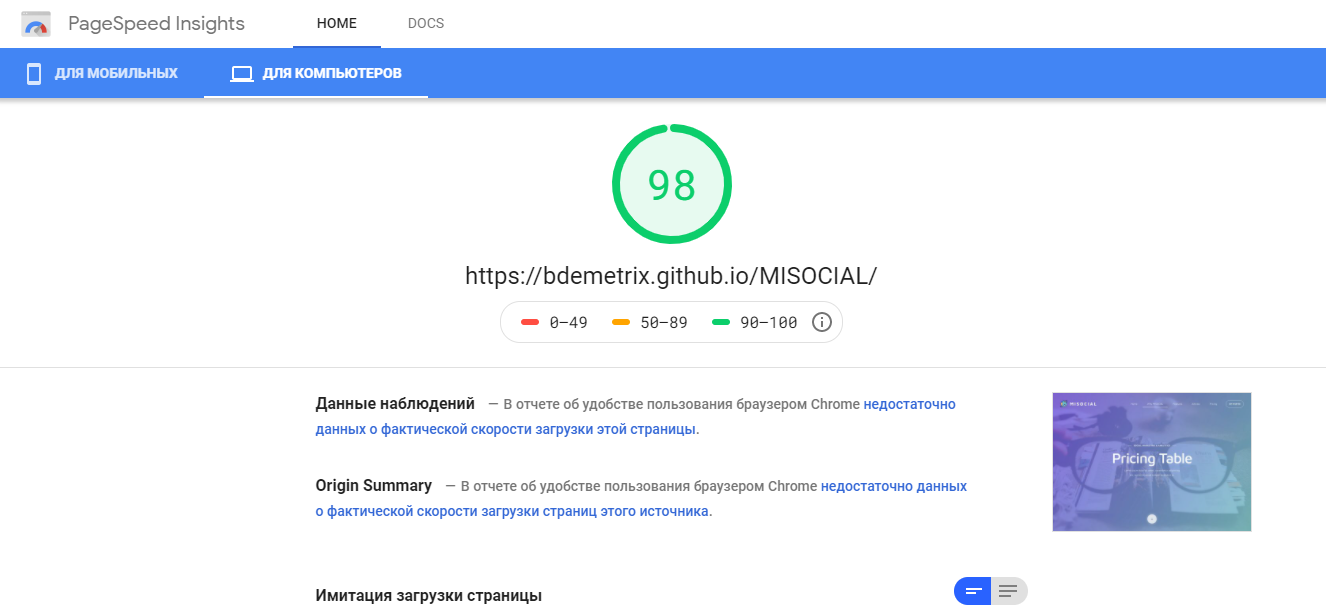 PageSpeed Insights
HOME
DOCS
ДЛЯ МОБИЛЬНЫХ
ДЛЯ КОМПЬЮТЕРОВ
98
https://bdemetrix.github.io/MISOCIAL/
0–49
50–89
90–100
Данные наблюдений — В отчете об удобстве пользования браузером Chrome недостаточно
данных о фактической скорости загрузки этой страницы.
MISOCIAL
Pricing Table
Origin Summary — В отчете об удобстве пользования браузером Chrome недостаточно данных
о фактической скорости загрузки страниц этого источника.
Имитация загрузки страницы